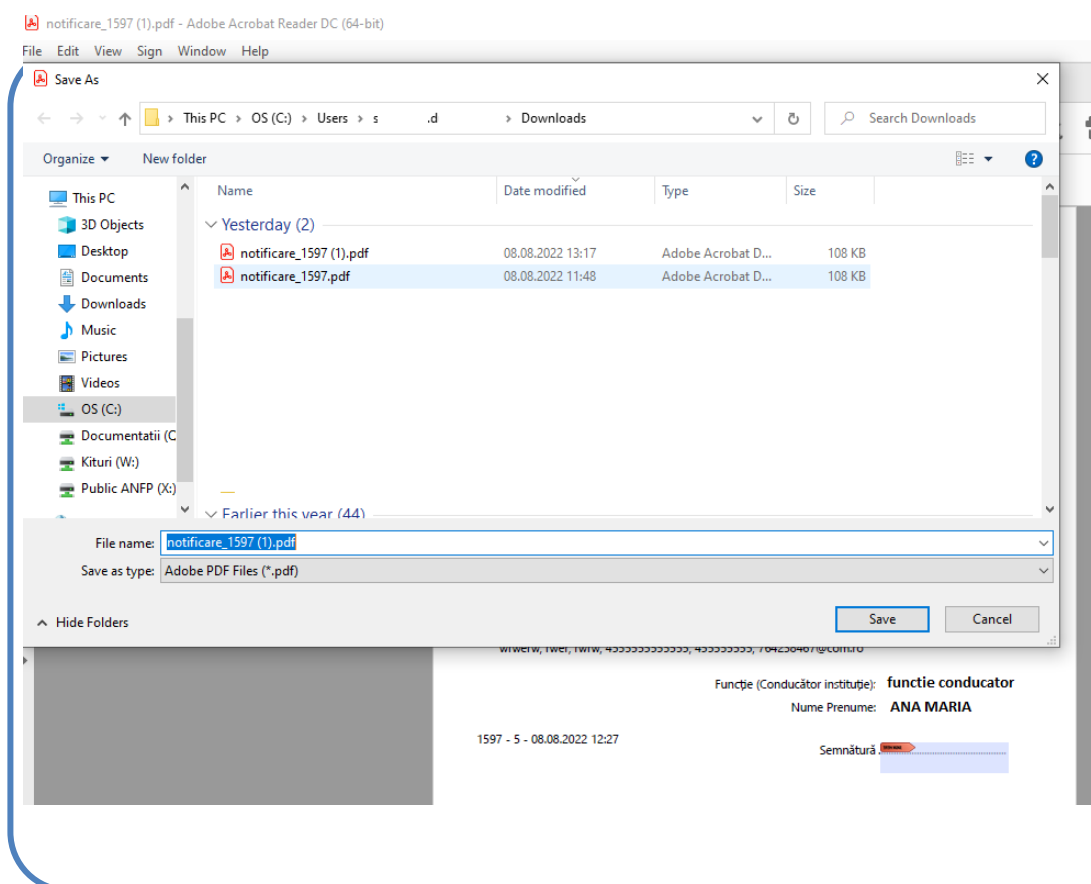 notificare_1597 (1).pdf - Adobe Acrobat Reader DC (64-bit)
File Edit View Sign Window Help
Save As
This PC > OS (C:) > Users > s .d > Downloads
Search Downloads
Organize New folder
Name Date modified Type Size
This PC
3D Objects
Desktop
Documents
Downloads
Music
Pictures
Videos
OS (C:)
Documentatii (C
Kituri (W:)
Public ANFP (X:)
Yesterday (2)
notificare_1597 (1).pdf 08.08.2022 13:17 Adobe Acrobat D... 108 KB
notificare_1597.pdf 08.08.2022 11:48 Adobe Acrobat D... 108 KB
Earlier this year (44)
File name: notificare_1597 (1).pdf
Save as type: Adobe PDF Files (*.pdf)
Hide Folders Save Cancel
Funcție (Conducător instituție): functie conducator
Nume Prenume: ANA MARIA
1597 - 5 - 08.08.2022 12:27
Semnătură